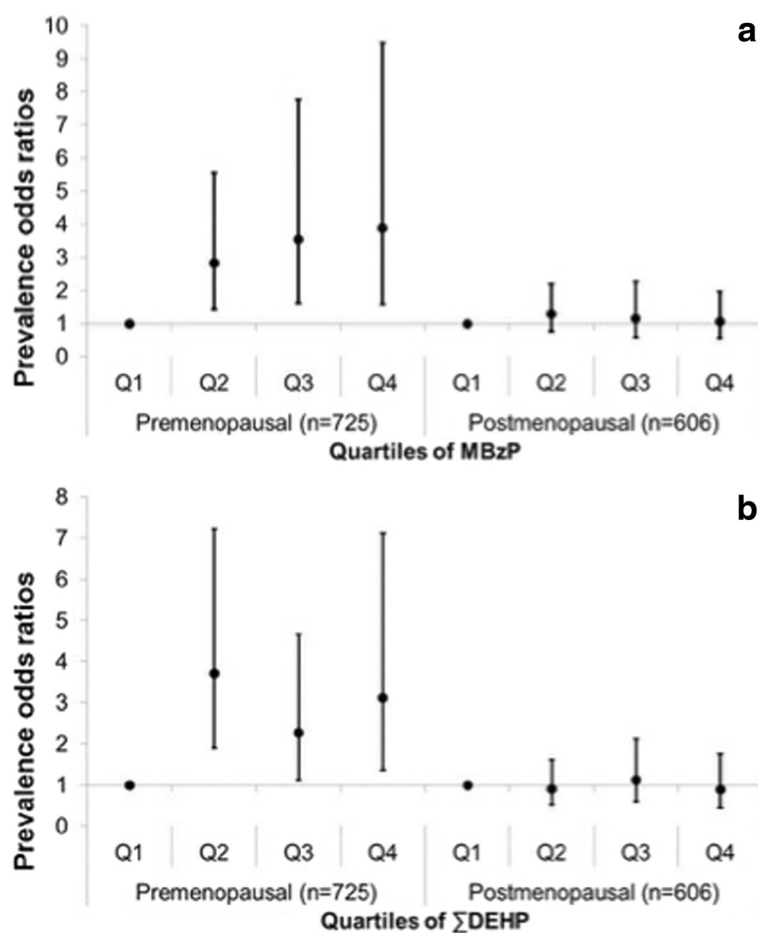 a
Prevalence odds ratios
10
9
8
7
6
5
4
3
2
1
0
Q1 Q2 Q3 Q4 Q1 Q2 Q3 Q4
Premenopausal (n=725) Postmenopausal (n=606)
Quartiles of MBzP
b
Prevalence odds ratios
8
7
6
5
4
3
2
1
0
Q1 Q2 Q3 Q4 Q1 Q2 Q3 Q4
Premenopausal (n=725) Postmenopausal (n=606)
Quartiles of ∑DEHP